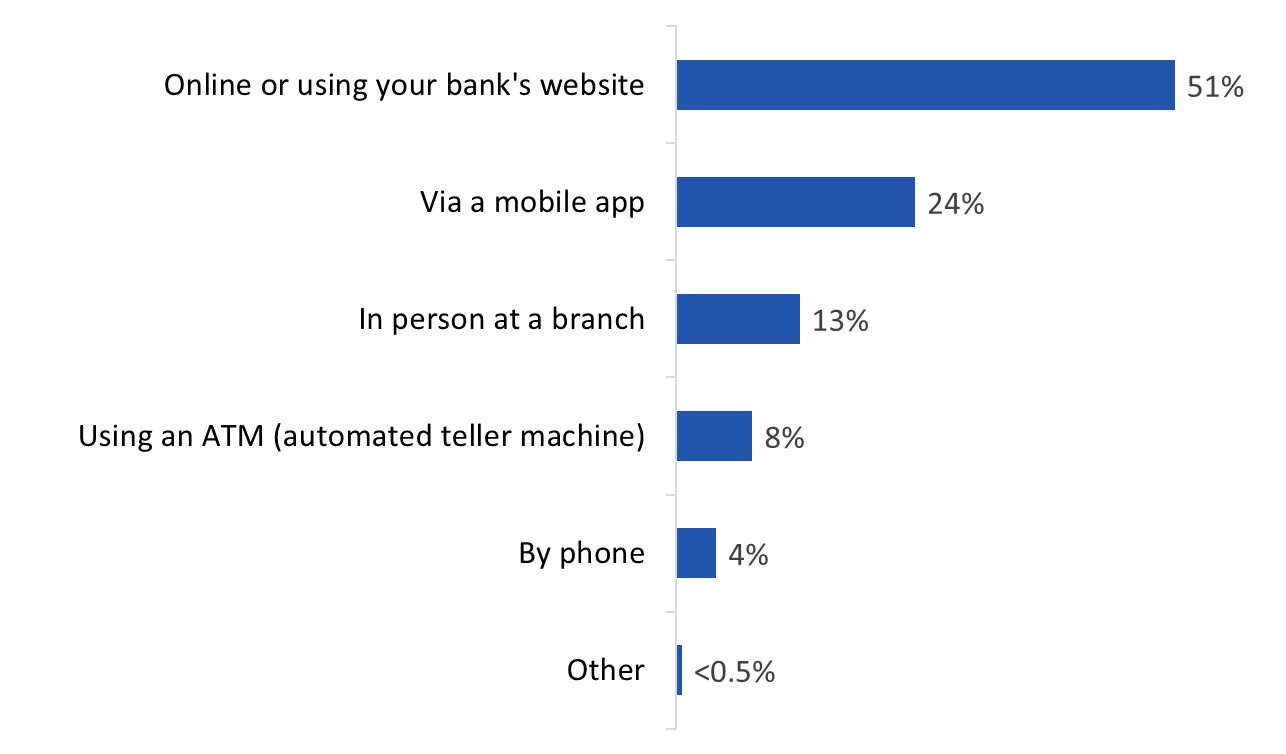 Online or using your bank's website 51%
Via a mobile app 24%
In person at a branch 13%
Using an ATM (automated teller machine) 8%
By phone 4%
Other <0.5%